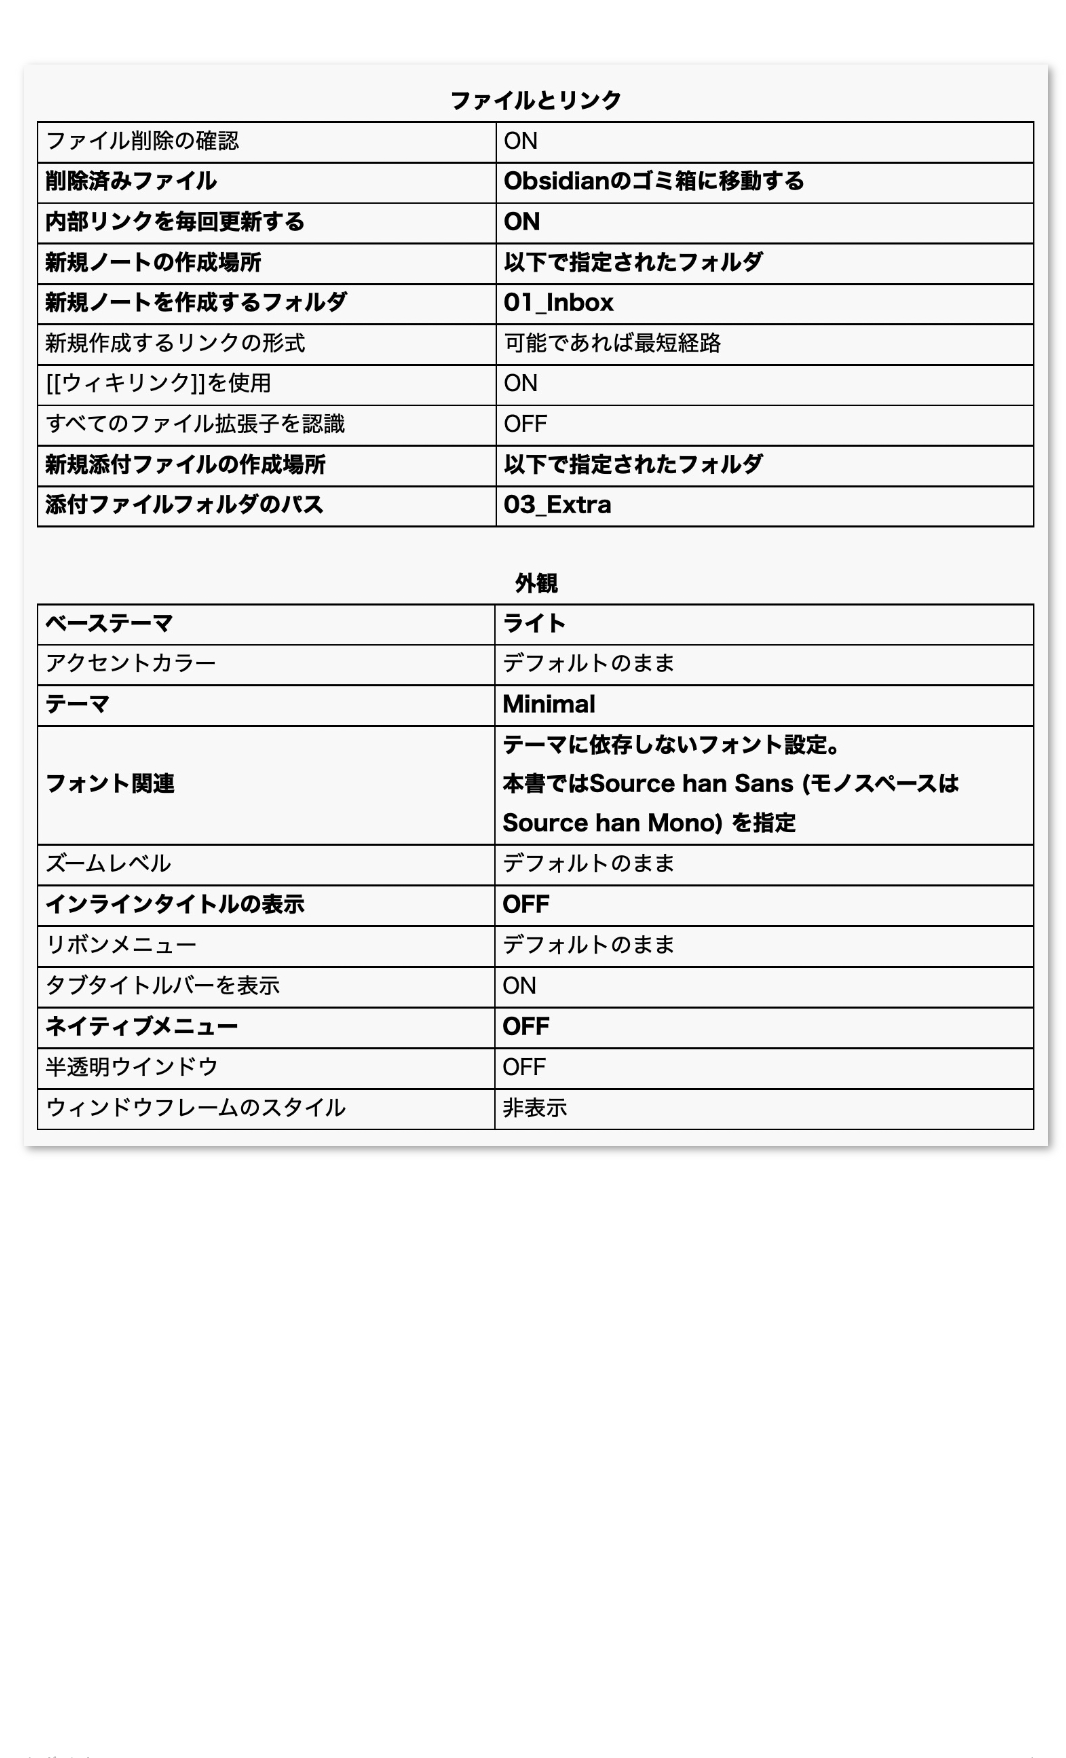 ファイルとリンク
ファイル削除の確認 ON
削除済みファイル Obsidianのゴミ箱に移動する
内部リンクを毎回更新する ON
新規ノートの作成場所 以下で指定されたフォルダ
新規ノートを作成するフォルダ 01_Inbox
新規作成するリンクの形式 可能であれば最短経路
[[ウィキリンク]]を使用 ON
すべてのファイル拡張子を認識 OFF
新規添付ファイルの作成場所 以下で指定されたフォルダ
添付ファイルフォルダのパス 03_Extra
外観
ベーステーマ ライト
アクセントカラー デフォルトのまま
テーマ Minimal
フォント関連 テーマに依存しないフォント設定。
本書ではSource han Sans (モノスペースは
Source han Mono) を指定
ズームレベル デフォルトのまま
インラインタイトルの表示 OFF
リボンメニュー デフォルトのまま
タブタイトルバーを表示 ON
ネイティブメニュー OFF
半透明ウインドウ OFF
ウィンドウフレームのスタイル 非表示